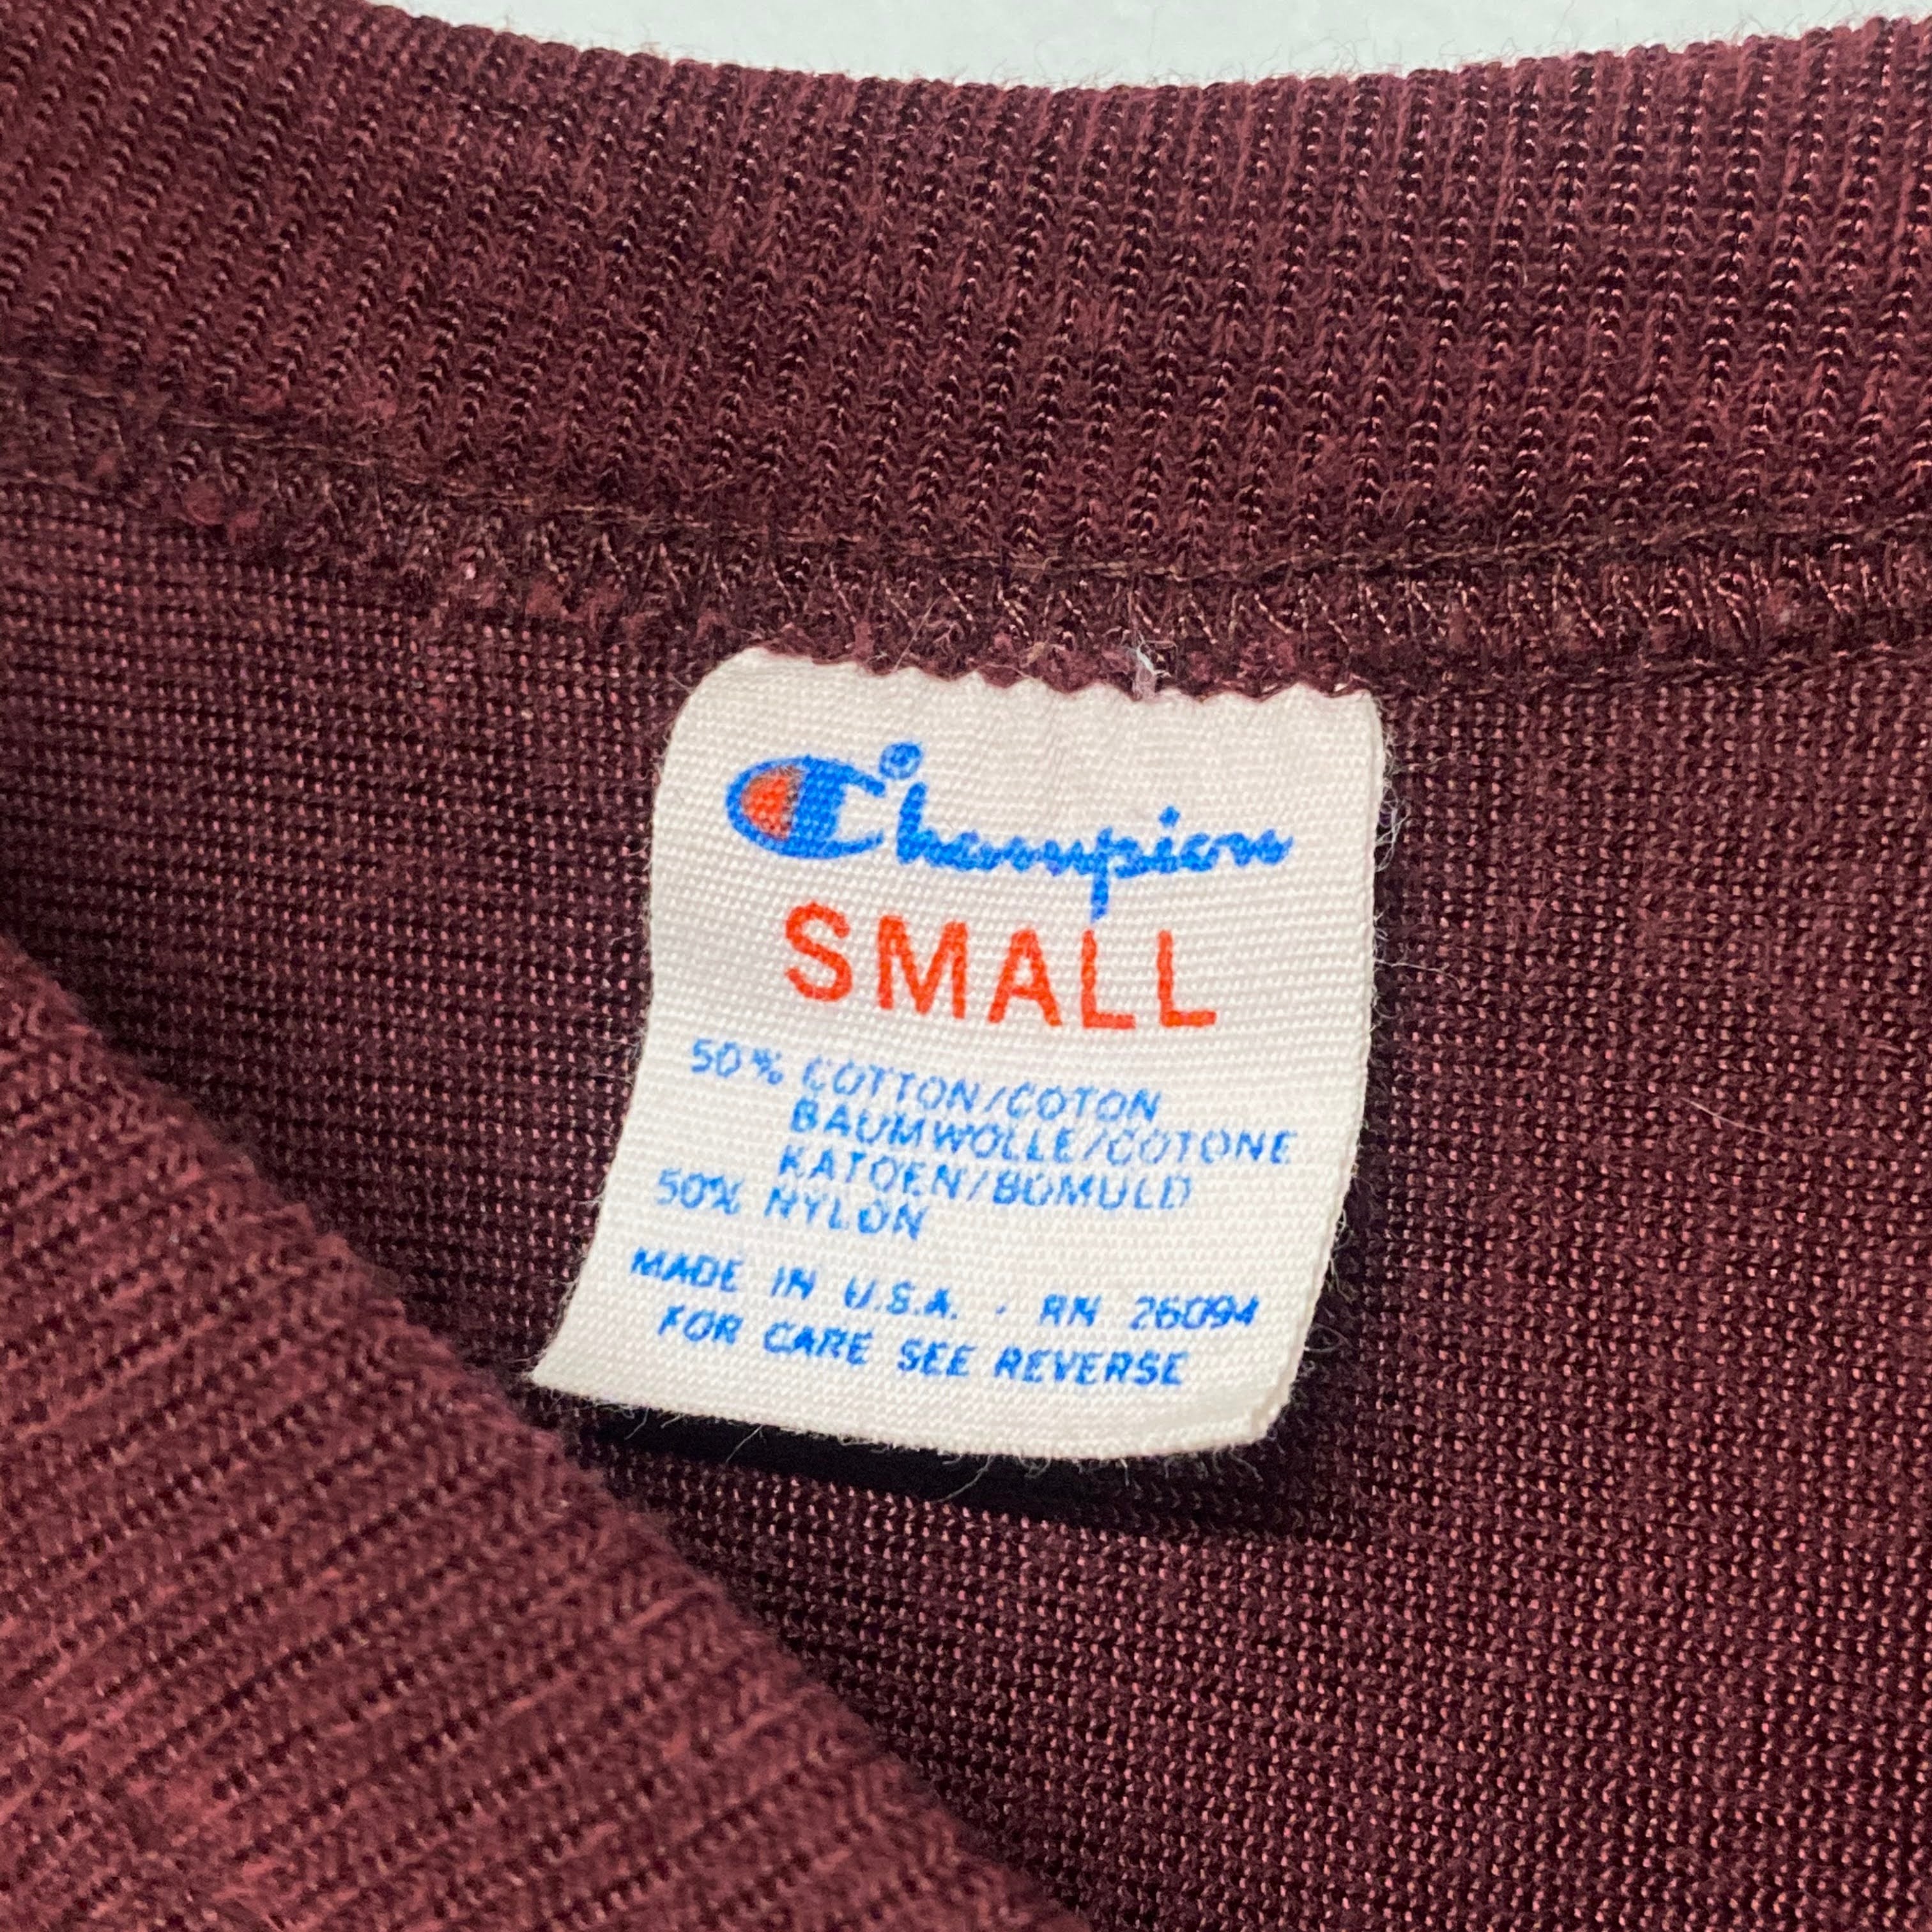 Champion®
SMALL
50% COTTON/COTON
BAUMWOLLE/COTONE
KATOEN/BOMULD
50% NYLON
MADE IN U.S.A. · RN 26094
FOR CARE SEE REVERSE